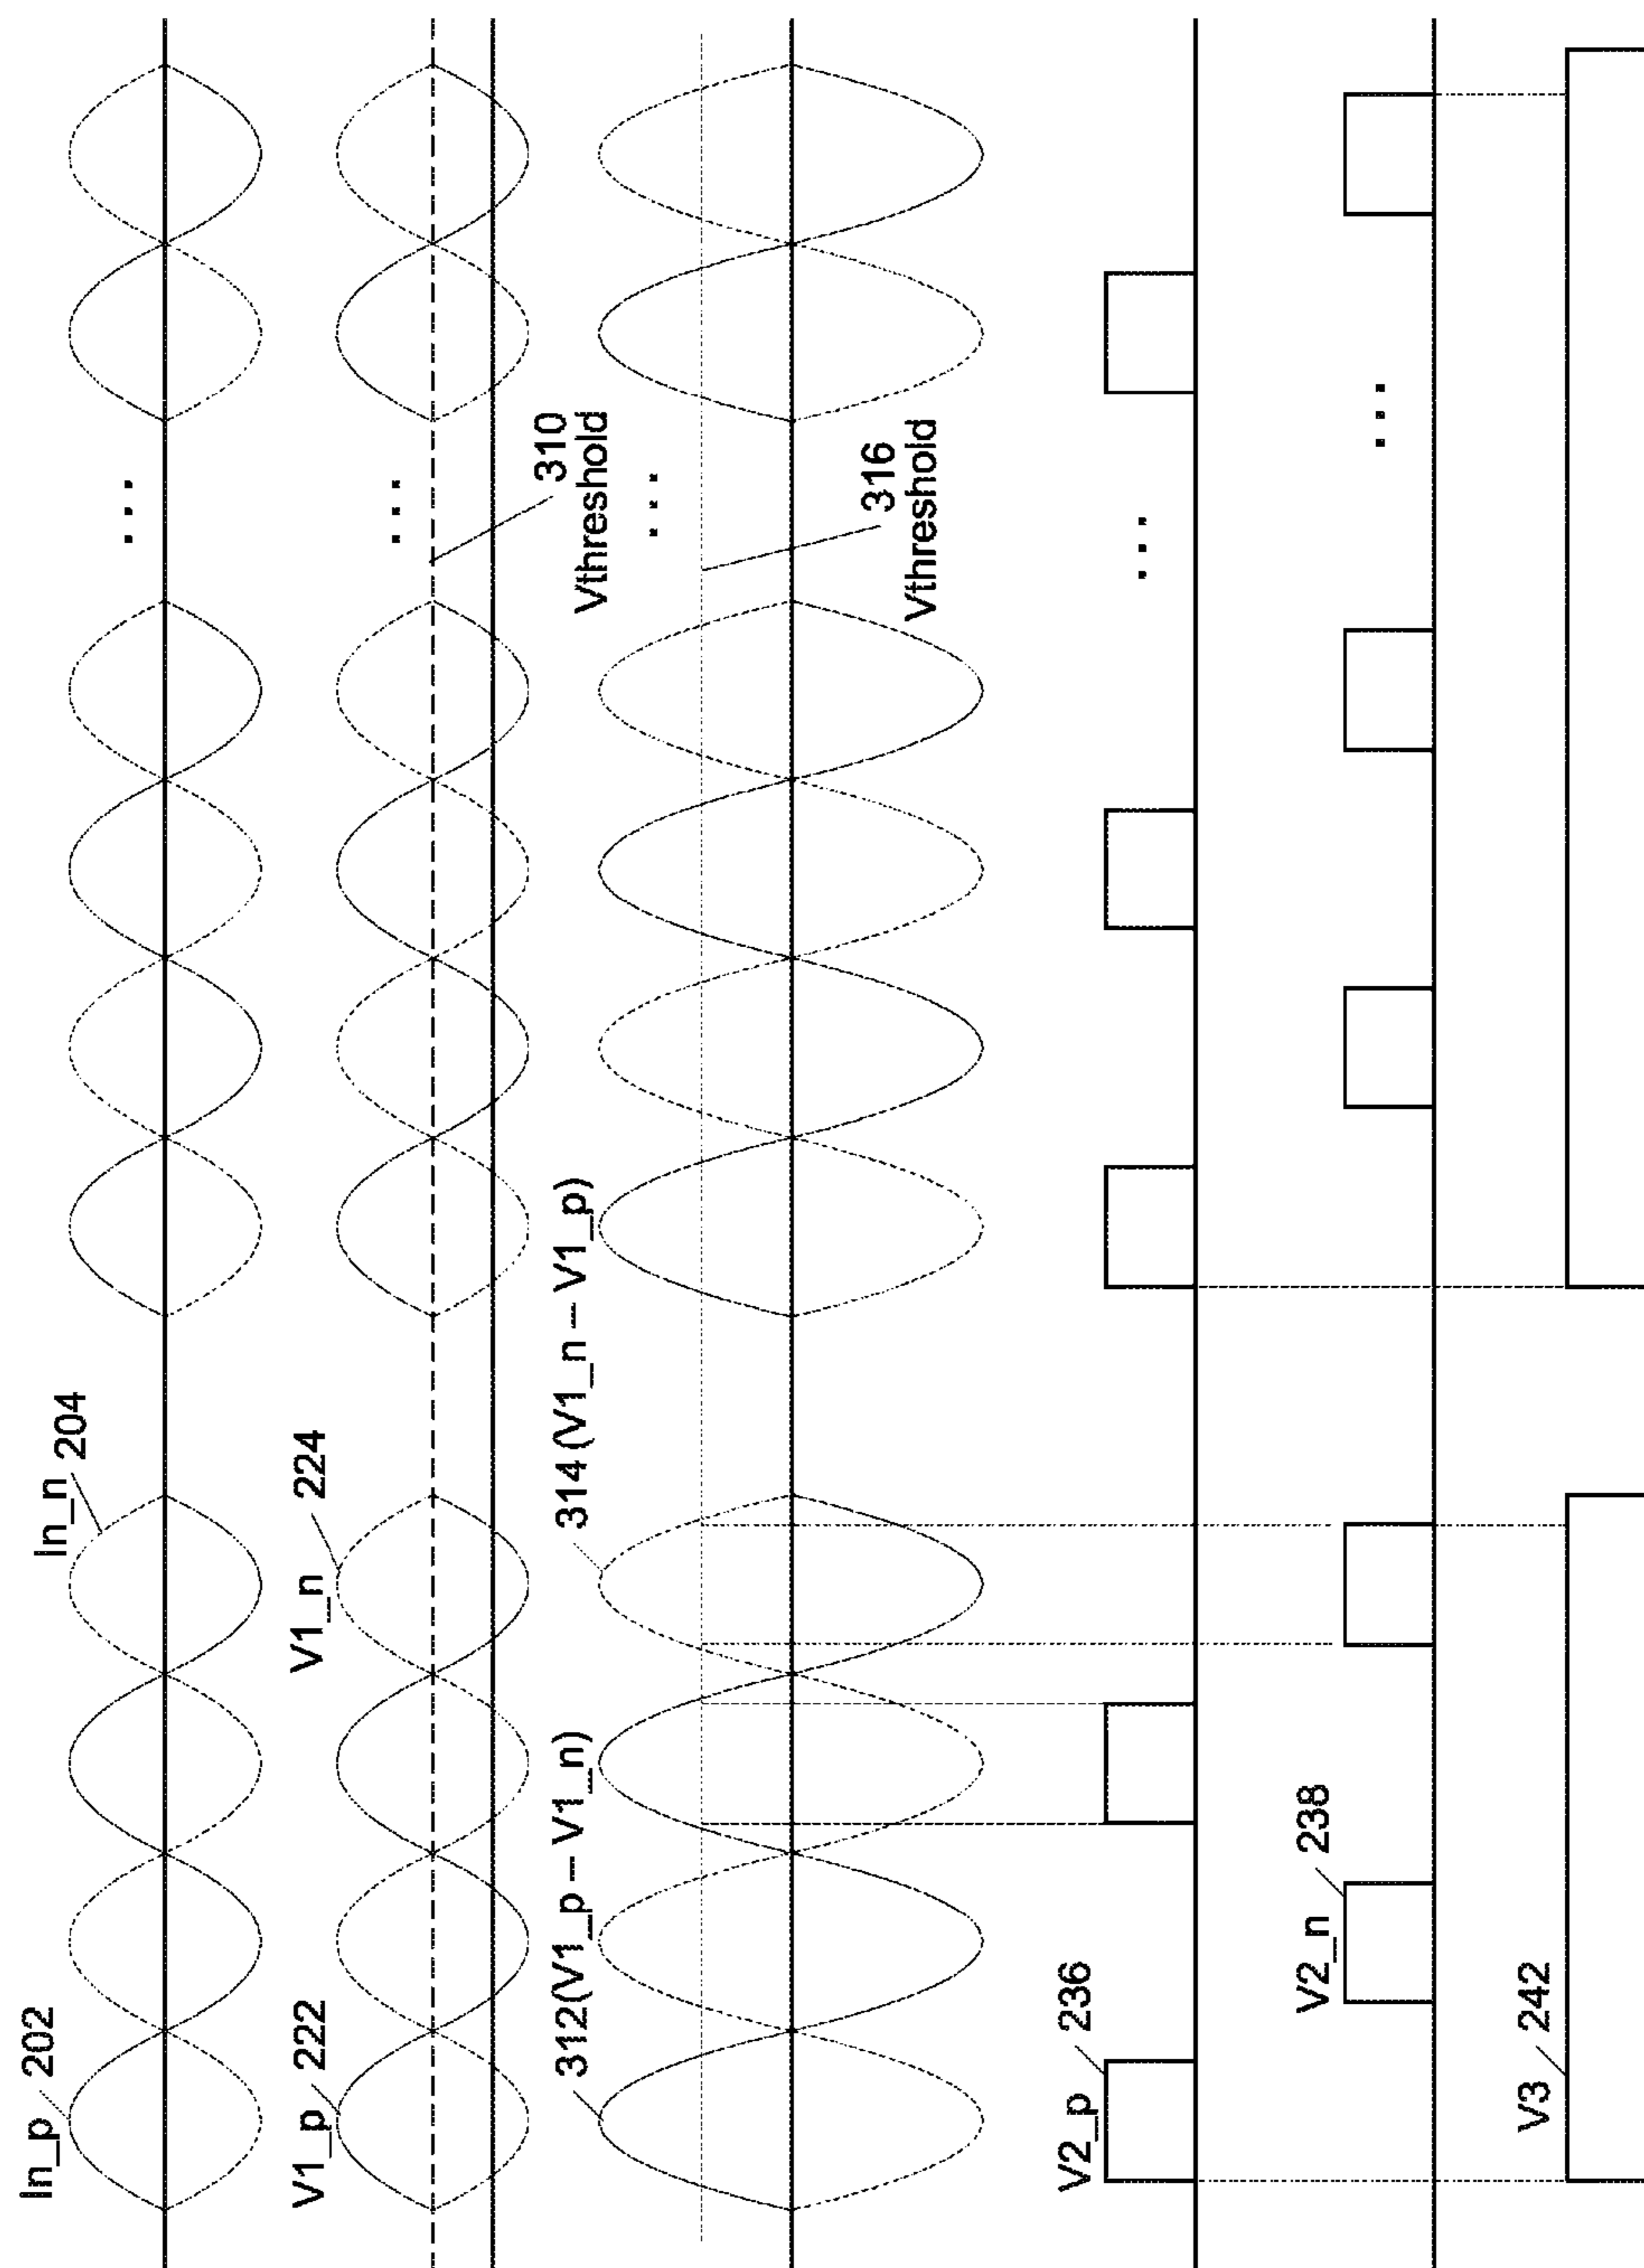 In_p 202
In_n 204
V1_p 222
V1_n 224
310
Vthreshold
312(V1_p – V1_n)
314 (V1_n – V1_p)
316
Vthreshold
V2_p 236
V2_n 238
V3 242